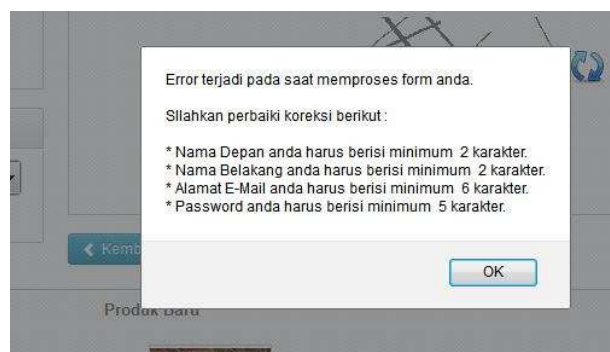 Error terjadi pada saat memproses form anda.
SIlahkan perbaiki koreksi berikut :
* Nama Depan anda harus berisi minimum 2 karakter.
* Nama Belakang anda harus berisi minimum 2 karakter.
* Alamat E-Mail anda harus berisi minimum 6 karakter.
* Password anda harus berisi minimum 5 karakter.
OK
Produk Baru